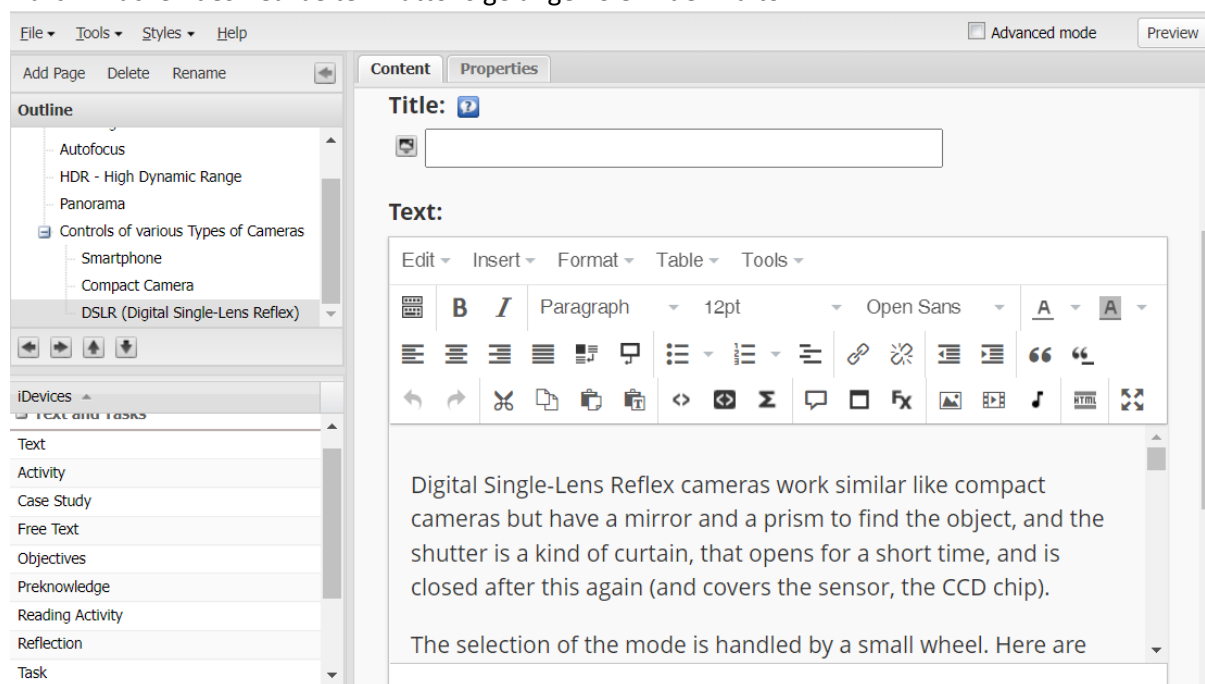 File Tools Styles Help Advanced mode Preview
Add Page Delete Rename
Content Properties
Outline
Autofocus
HDR - High Dynamic Range
Panorama
Controls of various Types of Cameras
Smartphone
Compact Camera
DSLR (Digital Single-Lens Reflex)
iDevices
Text and Tasks
Text
Activity
Case Study
Free Text
Objectives
Preknowledge
Reading Activity
Reflection
Task
Title: ?
Text:
Edit Insert Format Table Tools
B I Paragraph 12pt Open Sans A A
Fx HTML
Digital Single-Lens Reflex cameras work similar like compact
cameras but have a mirror and a prism to find the object, and the
shutter is a kind of curtain, that opens for a short time, and is
closed after this again (and covers the sensor, the CCD chip).
The selection of the mode is handled by a small wheel. Here are